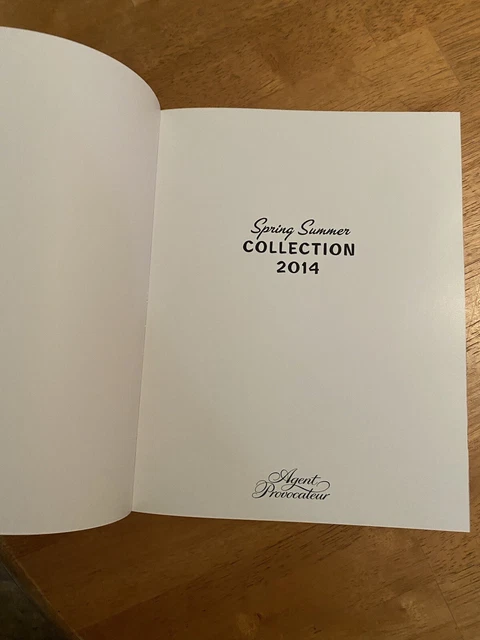 Spring Summer
COLLECTION
2014
Agent
Provocateur